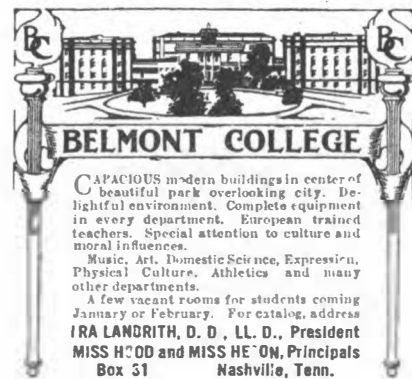 BC BC
BELMONT COLLEGE
CAPACIOUS modern buildings in center of
beautiful park overlooking city. De-
lightful environment. Complete equipment
in every department. European trained
teachers. Special attention to culture and
moral influences.
Music, Art, Domestic Science, Expression,
Physical Culture, Athletics and many
other departments.
A few vacant rooms for students coming
January or February. For catalog, address
IRA LANDRITH, D. D., LL. D., President
MISS HOOD and MISS HERON, Principals
Box 31 Nashville, Tenn.